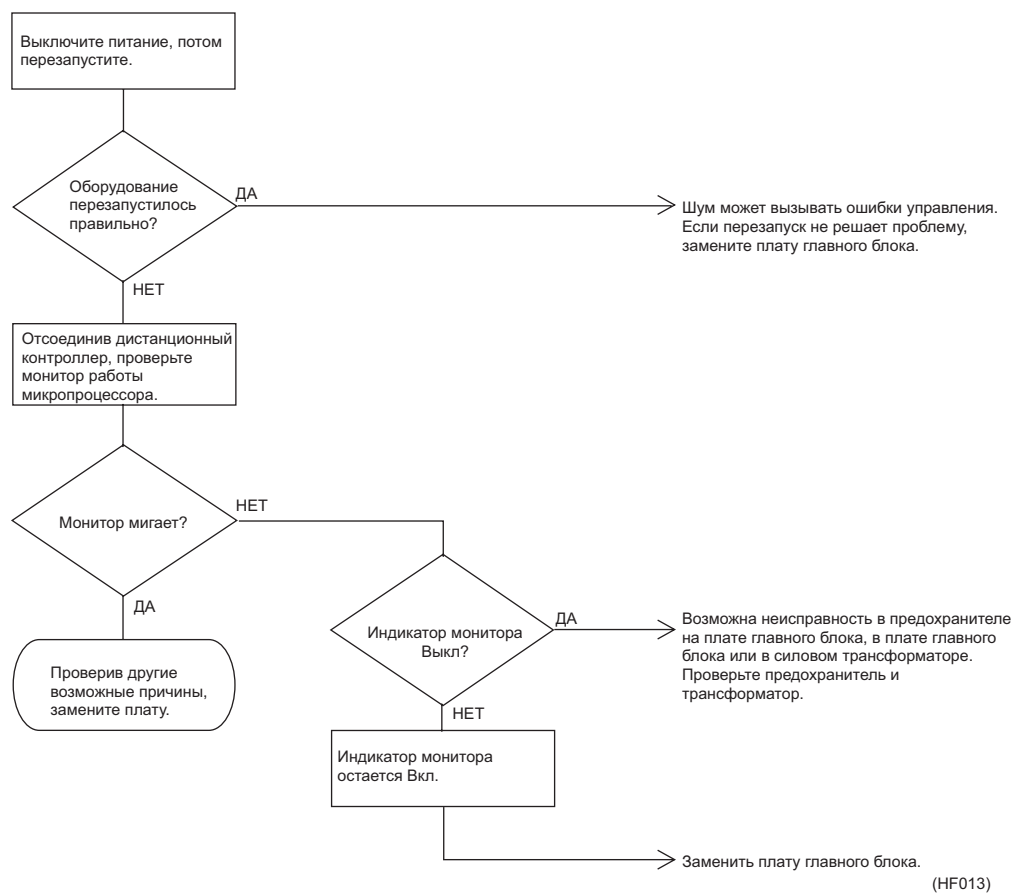 Выключите питание, потом
перезапустите.
Оборудование
перезапустилось
правильно?
ДА
Шум может вызывать ошибки управления.
Если перезапуск не решает проблему,
замените плату главного блока.
НЕТ
Отсоединив дистанционный
контроллер, проверьте
монитор работы
микропроцессора.
Монитор мигает?
НЕТ
ДА
Проверив другие
возможные причины,
замените плату.
Индикатор монитора
Выкл?
ДА
Возможна неисправность в предохранителе
на плате главного блока, в плате главного
блока или в силовом трансформаторе.
Проверьте предохранитель и
трансформатор.
НЕТ
Индикатор монитора
остается Вкл.
Заменить плату главного блока.
(HF013)